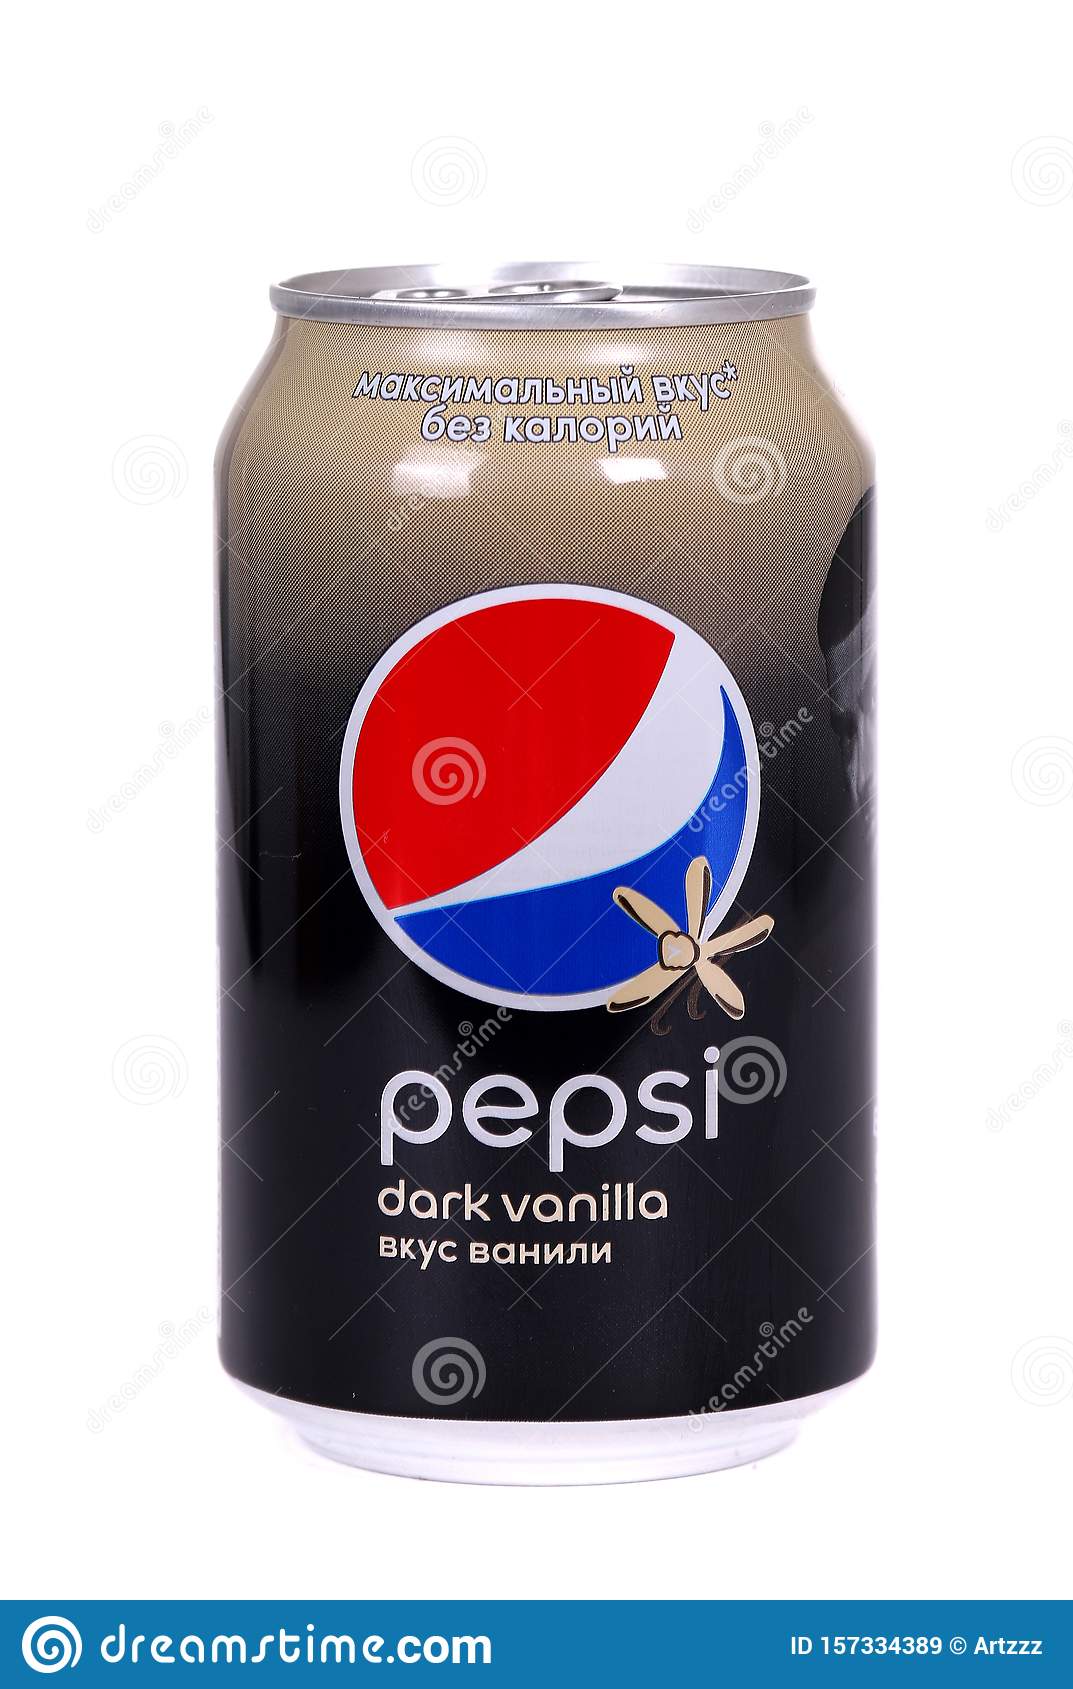 максимальный вкус*
без калорий
pepsi
dark vanilla
вкус ванили
dreamstime.com
ID 157334389 © Artzzz